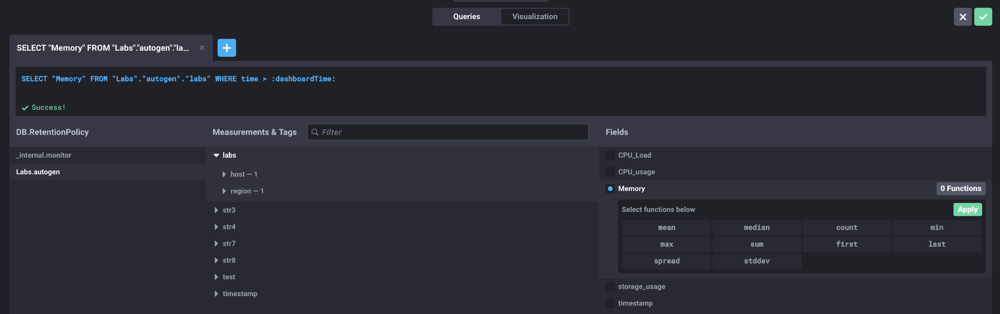 Queries Visualization
SELECT "Memory" FROM "Labs"."autogen"."la...
SELECT "Memory" FROM "Labs"."autogen"."labs" WHERE time > :dashboardTime:
Success!
DB.RetentionPolicy
_internal.monitor
Labs.autogen
Measurements & Tags Filter
labs
host — 1
region — 1
str3
str4
str7
str8
test
timestamp
Fields
CPU_Load
CPU_usage
Memory 0 Functions
Select functions below Apply
mean median count min
max sum first last
spread stddev
storage_usage
timestamp